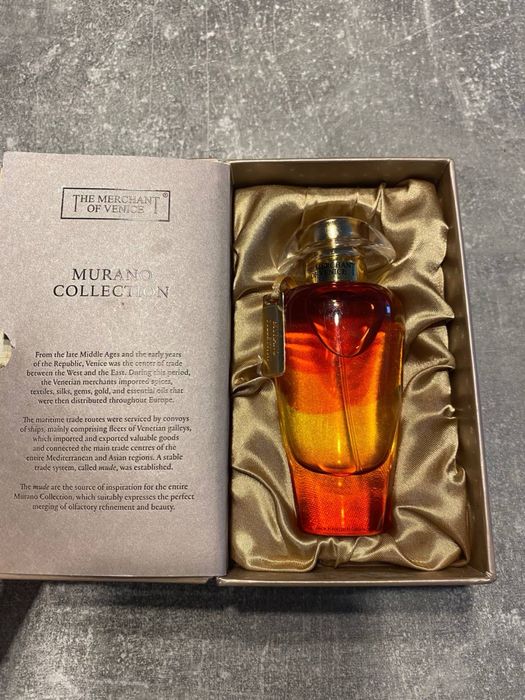 THE MERCHANT
OF VENICE®
MURANO
COLLECTION
From the late Middle Ages and the early years
of the Republic, Venice was the center of trade
between the West and the East. During this period,
the Venetian merchants imported spices,
textiles, silks, gems, gold, and essential oils that
were then distributed throughout Europe.
The maritime trade routes were serviced by convoys
of ships, mainly comprising fleets of Venetian galleys,
which imported and exported valuable goods
and connected the main trade centres of the
entire Mediterranean and Asian regions. A stable
trade system, called mude, was established.
The mude are the source of inspiration for the entire
Murano Collection, which suitably expresses the perfect
merging of olfactory refinement and beauty.
THE MERCHANT
OF VENICE